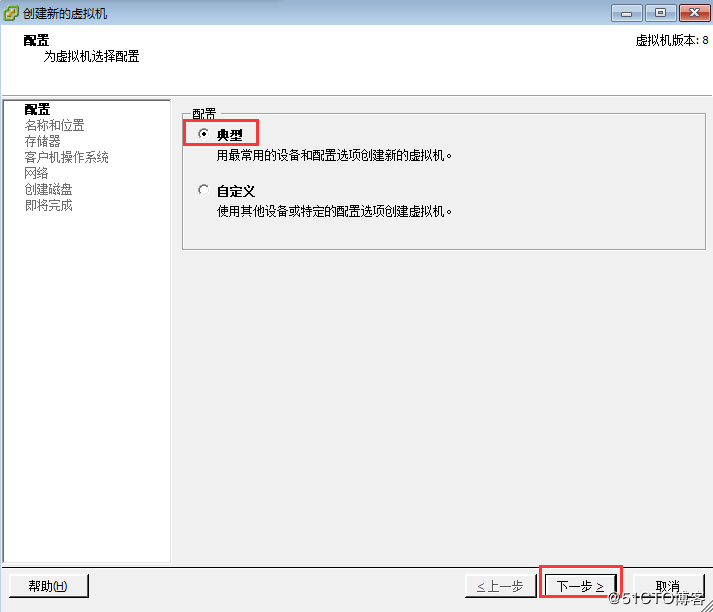 创建新的虚拟机
配置
为虚拟机选择配置
虚拟机版本: 8
配置
名称和位置
存储器
客户机操作系统
网络
创建磁盘
即将完成
配置
典型
用最常用的设备和配置选项创建新的虚拟机。
自定义
使用其他设备或特定的配置选项创建虚拟机。
帮助(H)
< 上一步
下一步 >
取消
@51CTO博客